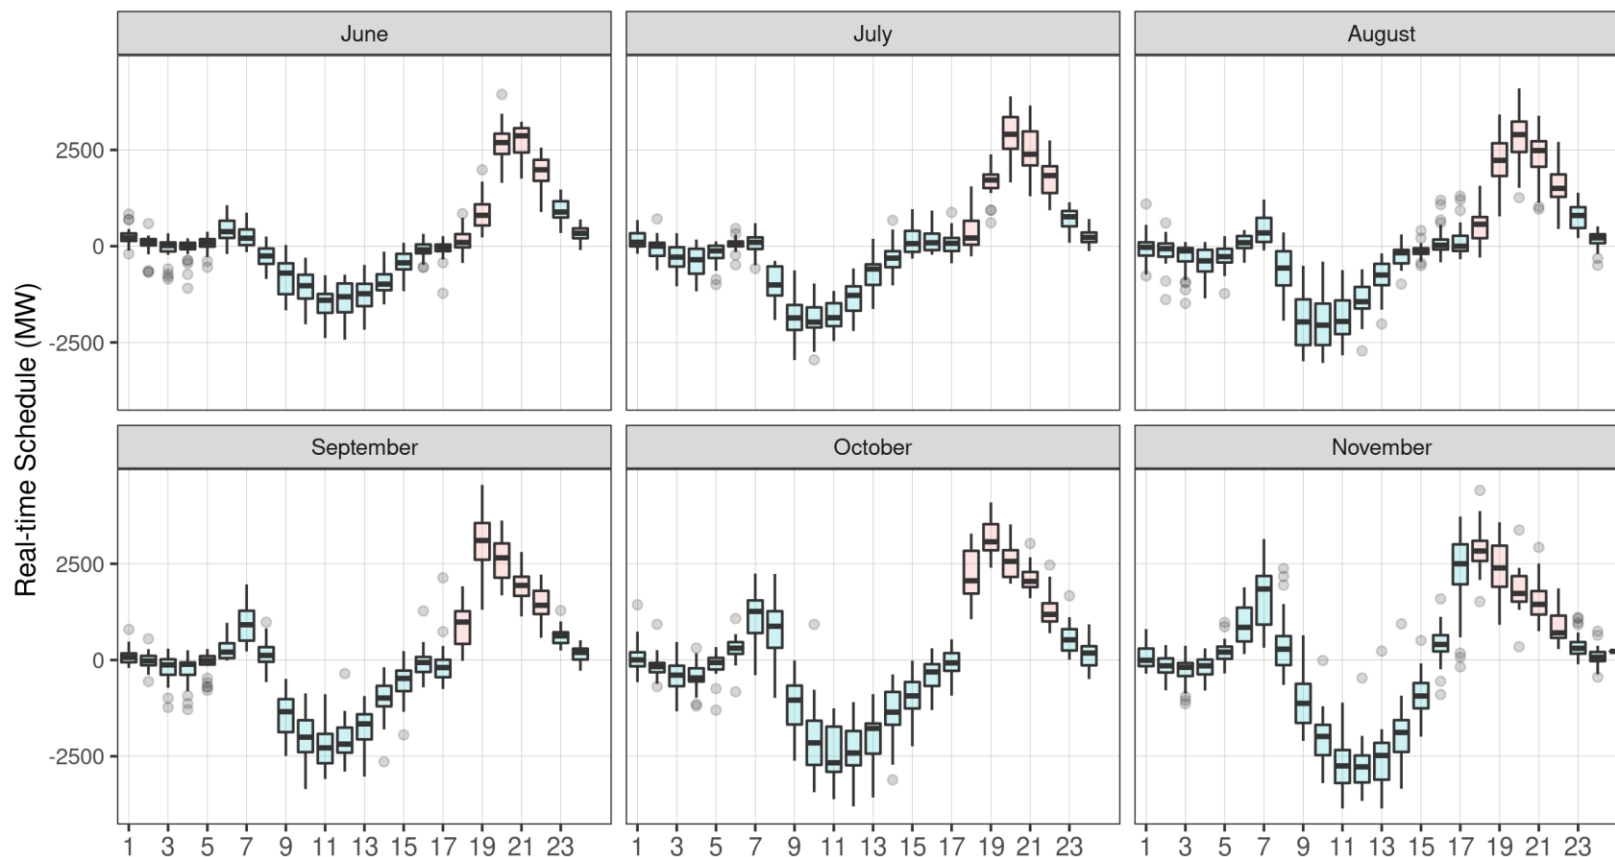 June
July
August
2500
0
-2500
September
October
November
2500
0
-2500
Real-time Schedule (MW)
1 3 5 7 9 11 13 15 17 19 21 23
1 3 5 7 9 11 13 15 17 19 21 23
1 3 5 7 9 11 13 15 17 19 21 23